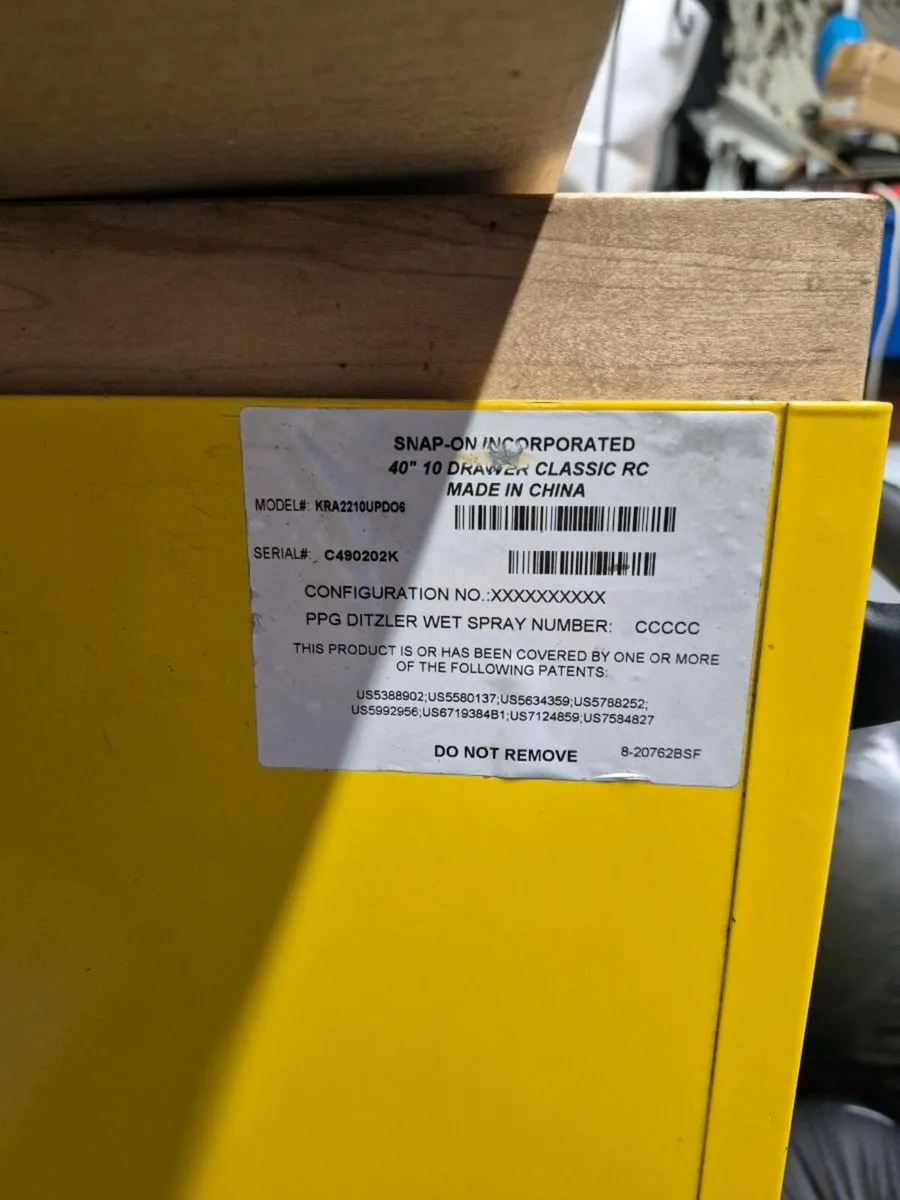 SNAP-ON INCORPORATED
40" 10 DRAWER CLASSIC RC
MADE IN CHINA
MODEL#: KRA2210UPDO6
SERIAL#: C490202K
CONFIGURATION NO.:XXXXXXXXXX
PPG DITZLER WET SPRAY NUMBER: CCCCC
THIS PRODUCT IS OR HAS BEEN COVERED BY ONE OR MORE
OF THE FOLLOWING PATENTS:
US5388902;US5580137;US5634359;US5788252;
US5992956;US6719384B1;US7124859;US7584827
DO NOT REMOVE 8-20762BSF